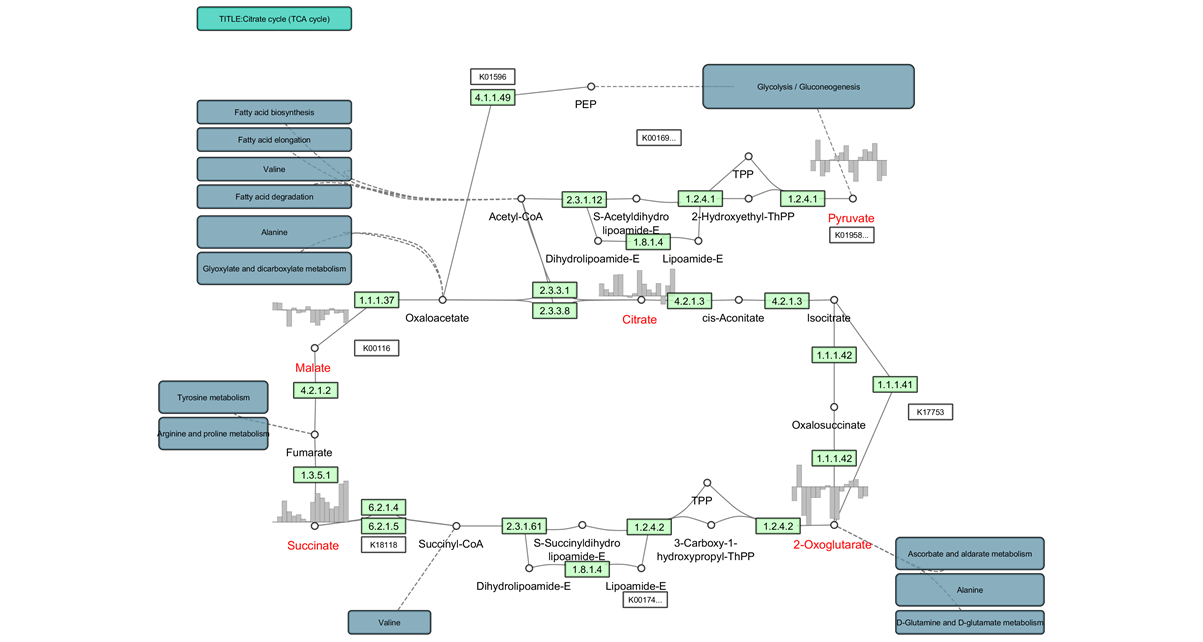 TITLE:Citrate cycle (TCA cycle)
K01596
4.1.1.49
PEP
Glycolysis / Gluconeogenesis
Fatty acid biosynthesis
Fatty acid elongation
Valine
Fatty acid degradation
Alanine
Glyoxylate and dicarboxylate metabolism
K00169...
TPP
Acetyl-CoA
2.3.1.12
S-Acetyldihydro
lipoamide-E
1.2.4.1
2-Hydroxyethyl-ThPP
1.2.4.1
Pyruvate
K01958...
1.8.1.4
Dihydrolipoamide-E
Lipoamide-E
1.1.1.37
Oxaloacetate
2.3.3.1
2.3.3.8
Citrate
4.2.1.3
cis-Aconitate
4.2.1.3
Isocitrate
K00116
Malate
4.2.1.2
1.1.1.42
1.1.1.41
K17753
Tyrosine metabolism
Arginine and proline metabolism
Oxalosuccinate
Fumarate
1.3.5.1
1.1.1.42
6.2.1.4
6.2.1.5
K18118
Succinate
Succinyl-CoA
2.3.1.61
S-Succinyldihydro
lipoamide-E
1.2.4.2
TPP
3-Carboxy-1-
hydroxypropyl-ThPP
1.2.4.2
2-Oxoglutarate
1.8.1.4
Dihydrolipoamide-E
Lipoamide-E
K00174...
Valine
Ascorbate and aldarate metabolism
Alanine
D-Glutamine and D-glutamate metabolism